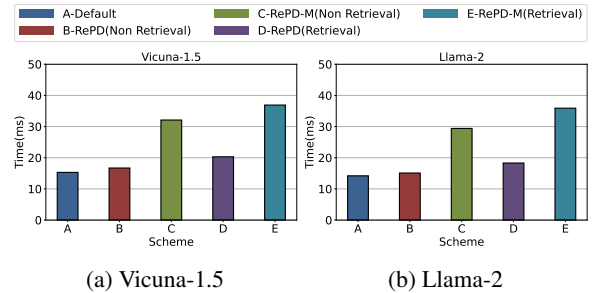 A-Default C-RePD-M(Non Retrieval) E-RePD-M(Retrieval)
B-RePD(Non Retrieval) D-RePD(Retrieval)
Vicuna-1.5
50
40
30
20
10
0
Time(ms)
A B C D E
Scheme
(a) Vicuna-1.5
Llama-2
50
40
30
20
10
0
Time(ms)
A B C D E
Scheme
(b) Llama-2